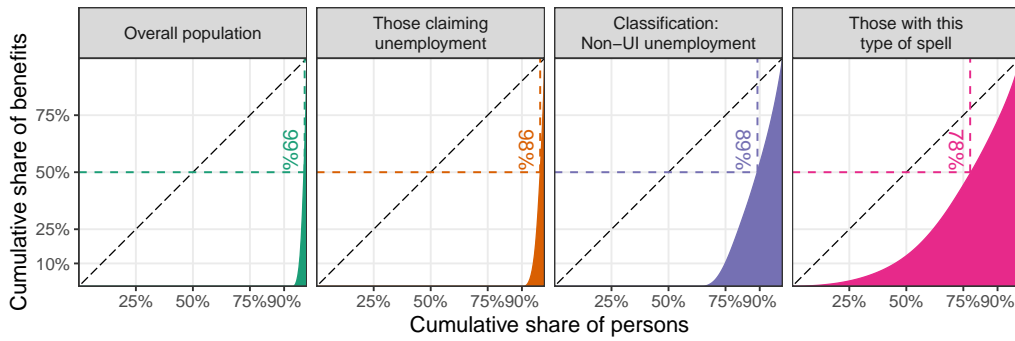 Overall population
Those claiming
unemployment
Classification:
Non−UI unemployment
Those with this
type of spell
Cumulative share of benefits
75%
50%
25%
10%
99%
98%
89%
78%
25% 50% 75% 90%
25% 50% 75% 90%
25% 50% 75% 90%
25% 50% 75% 90%
Cumulative share of persons